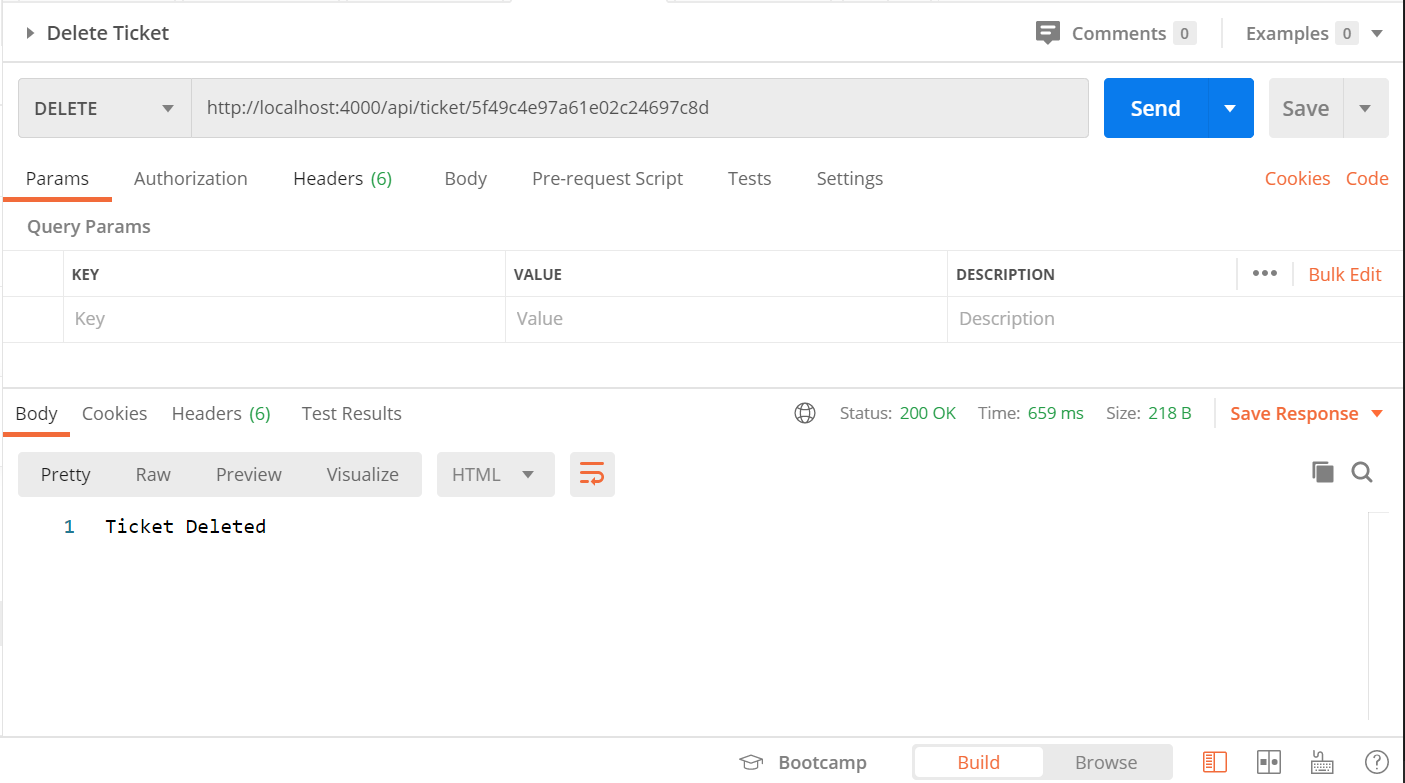 Delete Ticket Comments 0 Examples 0
DELETE http://localhost:4000/api/ticket/5f49c4e97a61e02c24697c8d Send Save
Params Authorization Headers (6) Body Pre-request Script Tests Settings Cookies Code
Query Params
KEY VALUE DESCRIPTION ••• Bulk Edit
Key Value Description
Body Cookies Headers (6) Test Results Status: 200 OK Time: 659 ms Size: 218 B Save Response
Pretty Raw Preview Visualize HTML
1 Ticket Deleted
Bootcamp Build Browse ?